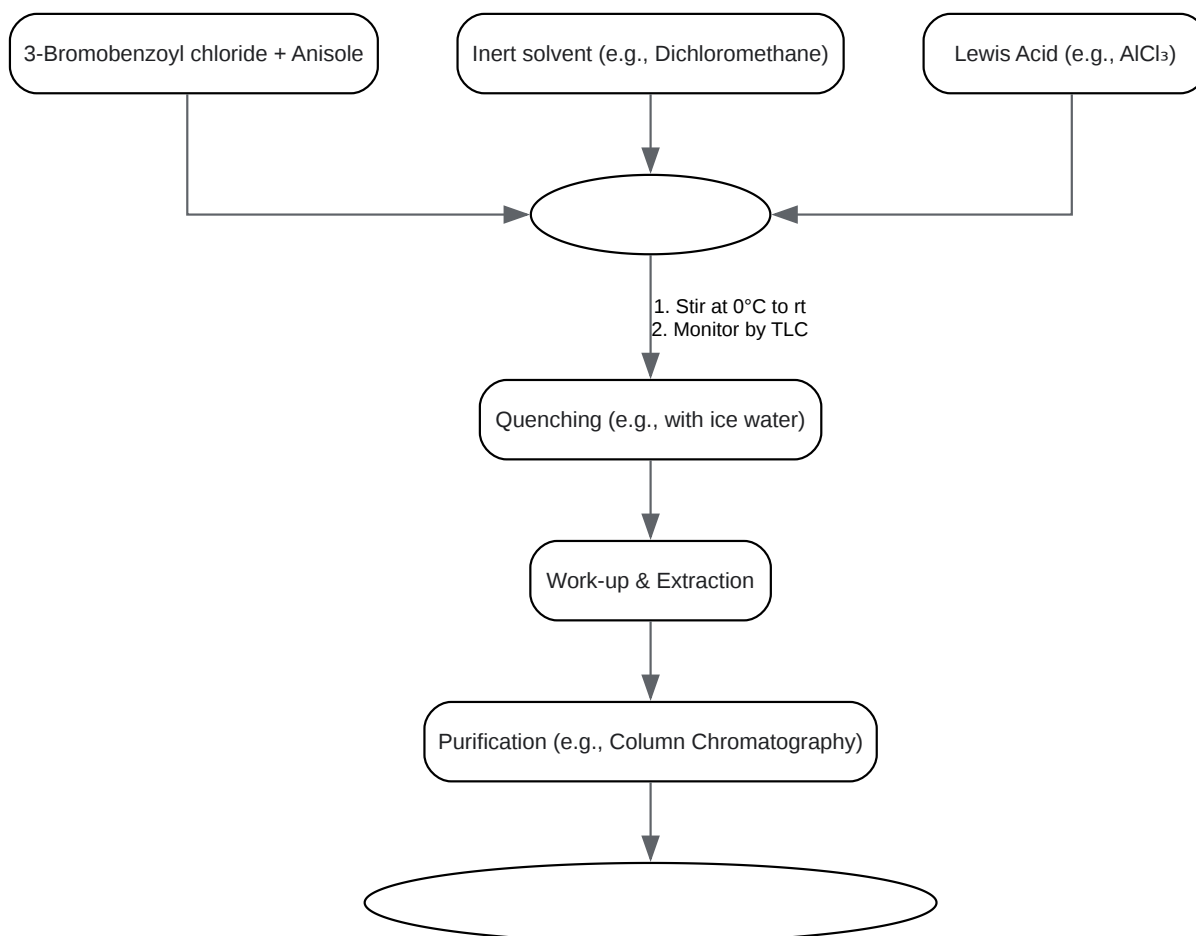 3-Bromobenzoyl chloride + Anisole
Inert solvent (e.g., Dichloromethane)
Lewis Acid (e.g., AlCl₃)
1. Stir at 0°C to rt
2. Monitor by TLC
Quenching (e.g., with ice water)
Work-up & Extraction
Purification (e.g., Column Chromatography)